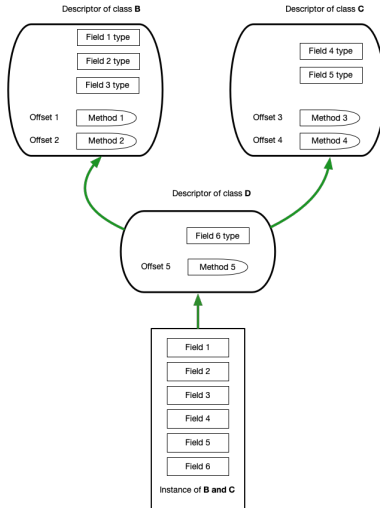 Descriptor of class B
Descriptor of class C
Field 1 type
Field 2 type
Field 3 type
Offset 1 Method 1
Offset 2 Method 2
Field 4 type
Field 5 type
Offset 3 Method 3
Offset 4 Method 4
Descriptor of class D
Field 6 type
Offset 5 Method 5
Field 1
Field 2
Field 3
Field 4
Field 5
Field 6
Instance of B and C